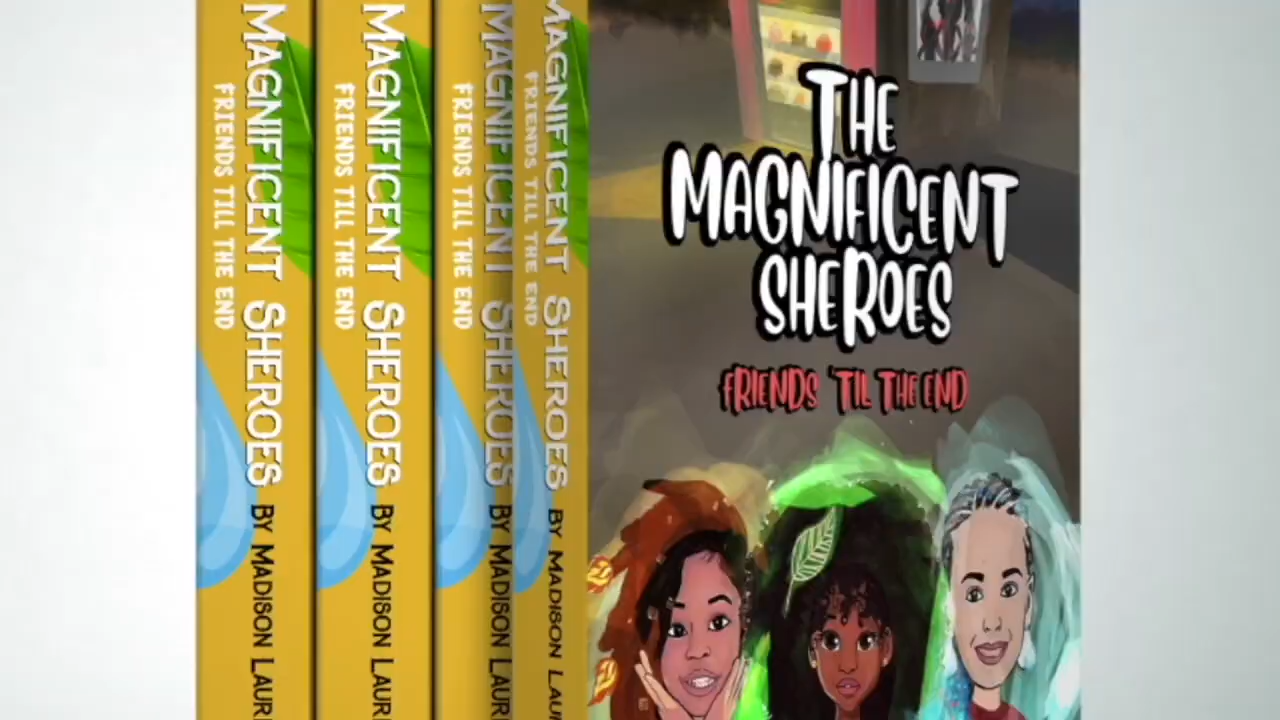 MAGNIFICENT SHEROES BY MADISON
FRIENDS TILL THE END
MAGNIFICENT SHEROES BY MADISON
FRIENDS TILL THE END
MAGNIFICENT SHEROES BY MADISON
FRIENDS TILL THE END
MAGNIFICENT SHEROES BY MADISON
FRIENDS TILL THE END
THE
MAGNIFICENT
SHEROES
FRIENDS 'TIL THE END